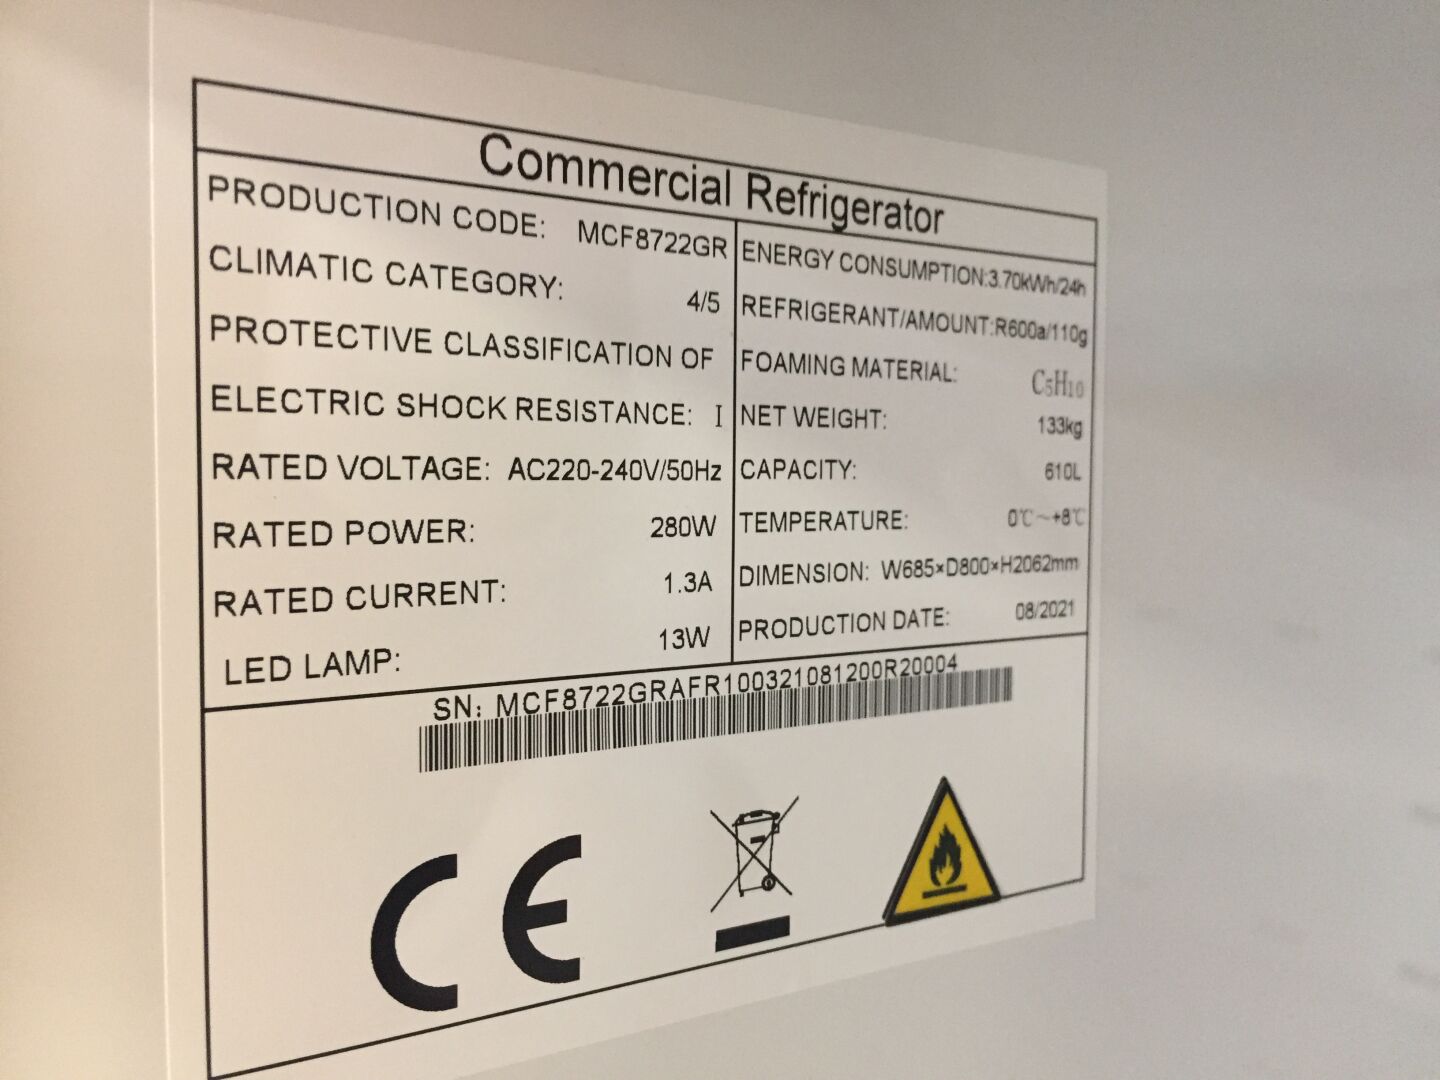 Commercial Refrigerator
PRODUCTION CODE: MCF8722GR
CLIMATIC CATEGORY: 4/5
PROTECTIVE CLASSIFICATION OF
ELECTRIC SHOCK RESISTANCE: I
RATED VOLTAGE: AC220-240V/50Hz
RATED POWER: 280W
RATED CURRENT: 1.3A
LED LAMP: 13W
ENERGY CONSUMPTION:3.70kWh/24h
REFRIGERANT/AMOUNT:R600a/110g
FOAMING MATERIAL: C₅H₁₀
NET WEIGHT: 133kg
CAPACITY: 610L
TEMPERATURE: 0℃~+8℃
DIMENSION: W685×D800×H2062mm
PRODUCTION DATE: 08/2021
SN: MCF8722GRAFR100321081200R20004
CE